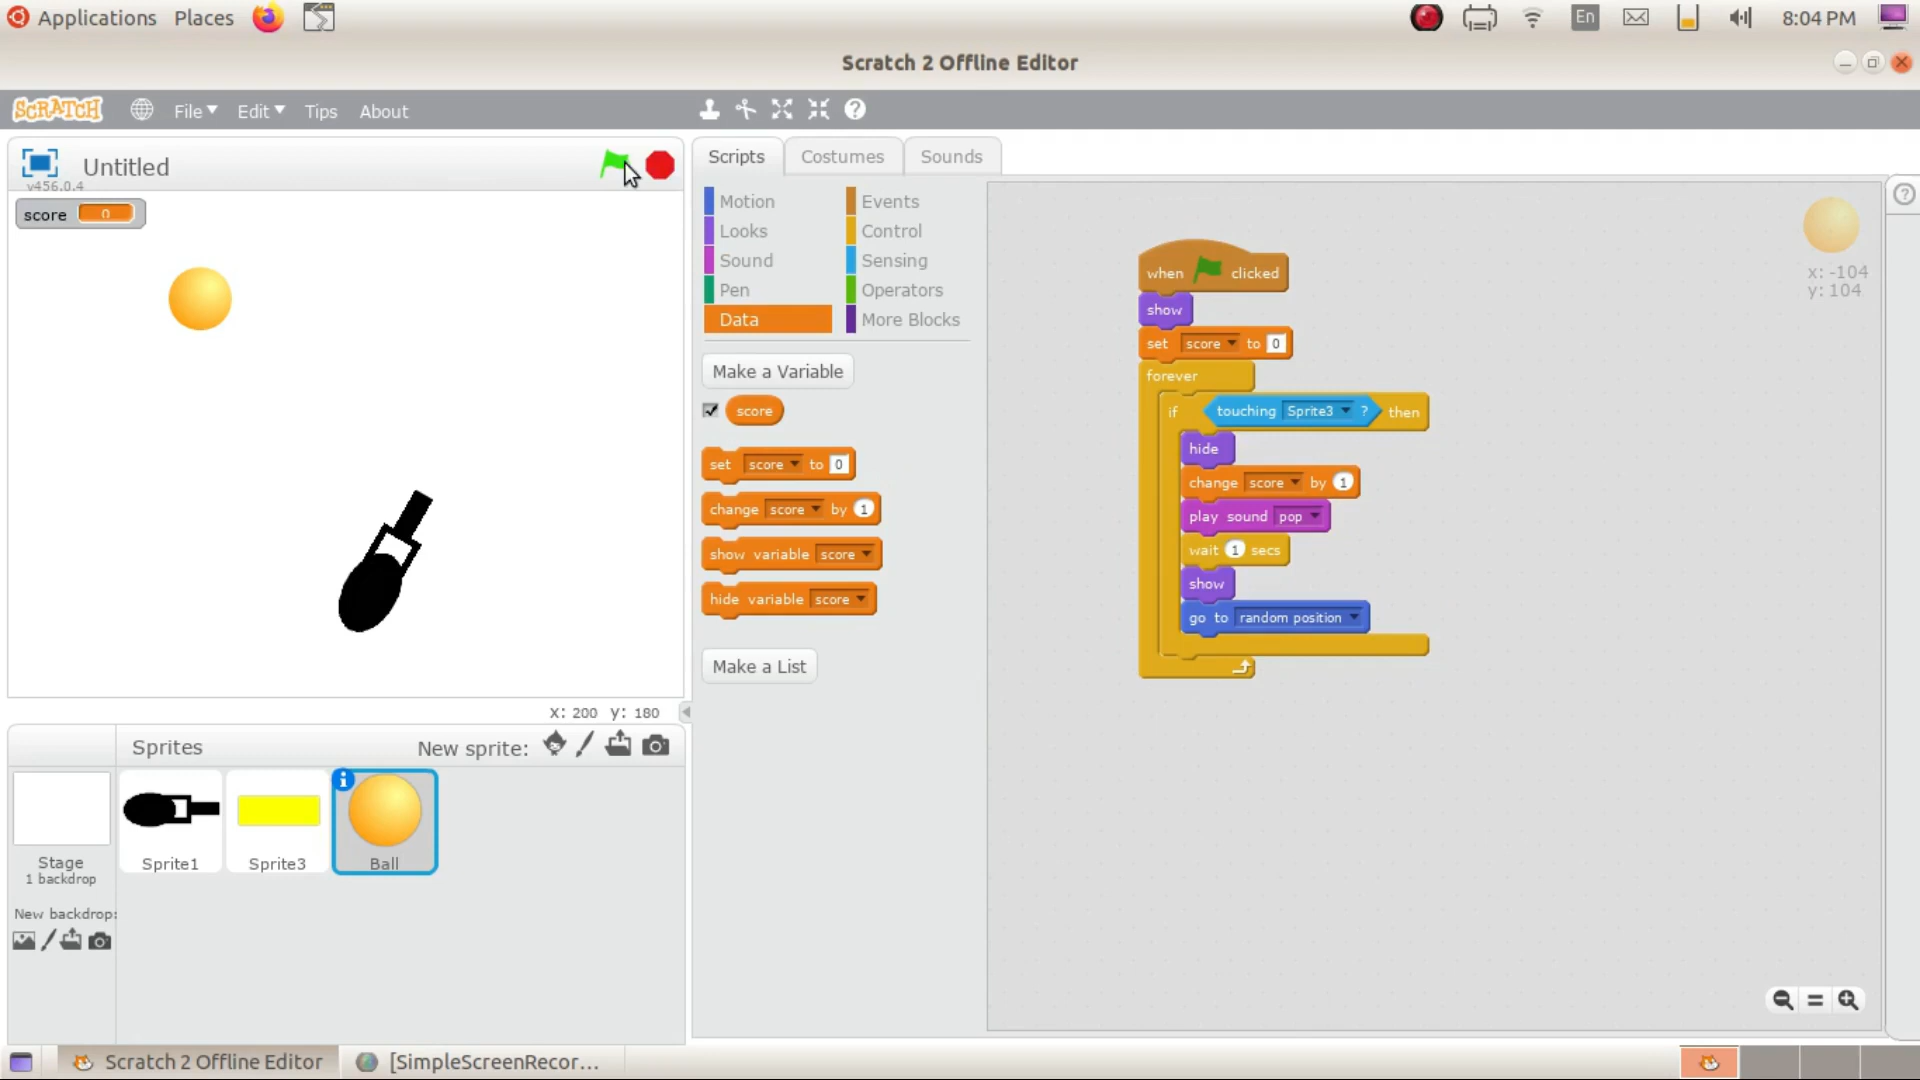 Applications Places En 8:04 PM
Scratch 2 Offline Editor
SCRATCH File Edit Tips About
Untitled
v456.0.4
score 0
Scripts Costumes Sounds
Motion Events
Looks Control
Sound Sensing
Pen Operators
Data More Blocks
Make a Variable
score
set score to 0
change score by 1
show variable score
hide variable score
Make a List
when clicked
show
set score to 0
forever
if touching Sprite3 ? then
hide
change score by 1
play sound pop
wait 1 secs
show
go to random position
x: -104
y: 104
x: 200 y: 180
Sprites New sprite:
Stage
1 backdrop
New backdrop:
Sprite1
Sprite3
Ball
Scratch 2 Offline Editor
[SimpleScreenRecor...